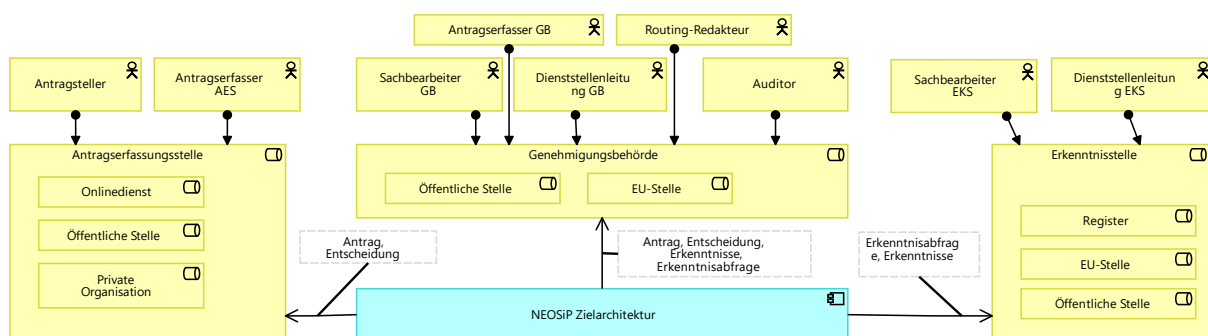 Antragserfasser GB
Routing-Redakteur
Antragsteller
Antragserfasser
AES
Sachbearbeiter
GB
Dienststellenleitu
ng GB
Auditor
Sachbearbeiter
EKS
Dienststellenleitun
g EKS
Antragserfassungsstelle
Onlinedienst
Öffentliche Stelle
Private
Organisation
Genehmigungsbehörde
Öffentliche Stelle
EU-Stelle
Erkenntnisstelle
Register
EU-Stelle
Öffentliche Stelle
Antrag,
Entscheidung
Antrag, Entscheidung,
Erkenntnisse,
Erkenntnisabfrage
Erkenntnisabfrag
e, Erkenntnisse
NEOSiP Zielarchitektur